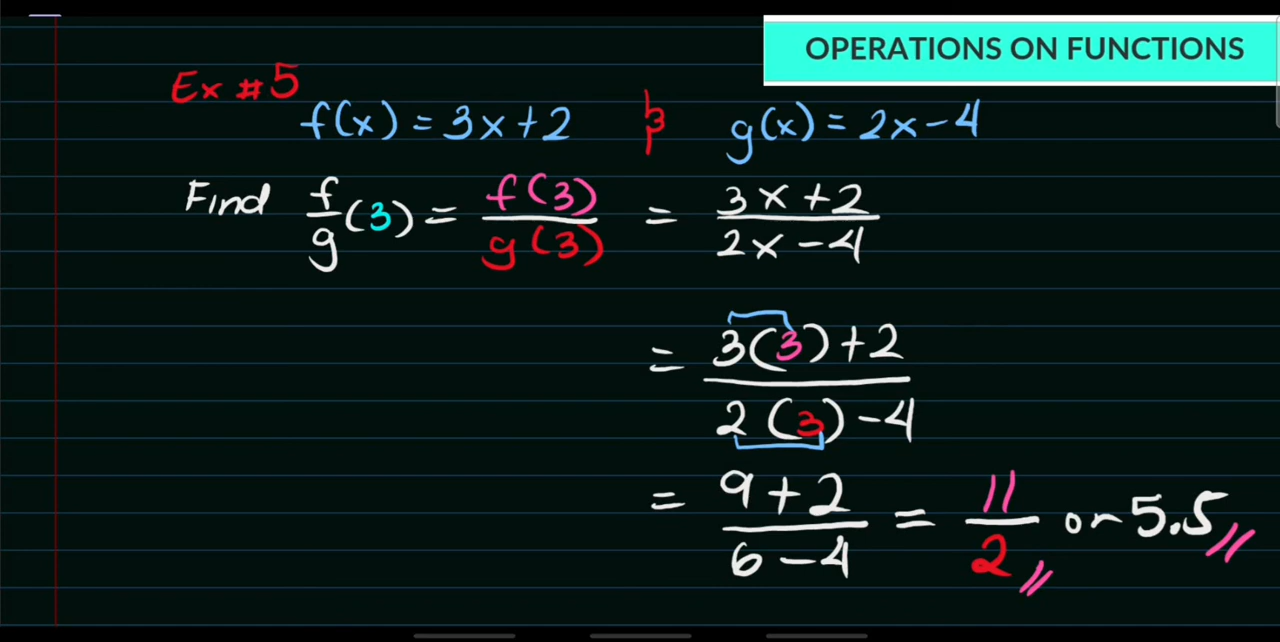 OPERATIONS ON FUNCTIONS
Ex #5
f(x) = 3x+2 & g(x) = 2x-4
Find f/g (3) = f(3)/g(3) = 3x+2/2x-4
= 3(3)+2/2(3)-4
= 9+2/6-4 = 11/2 or 5.5